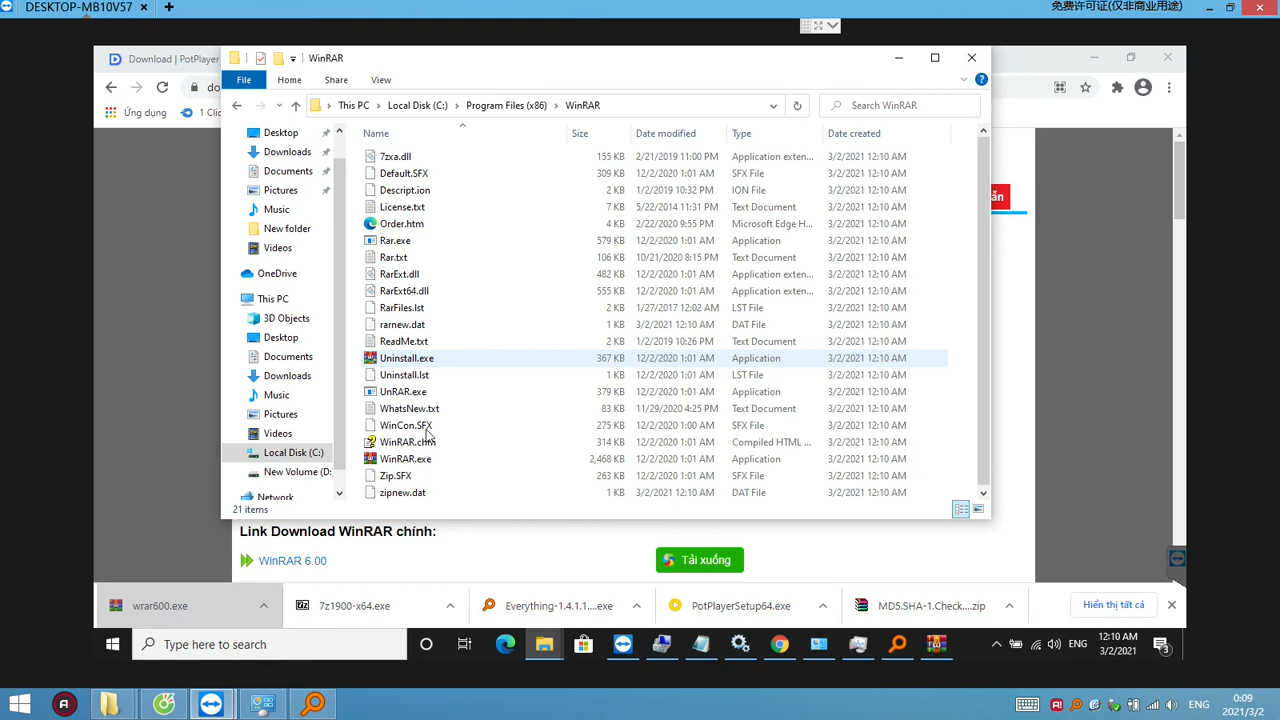 DESKTOP-MB10V57
免费许可证(仅非商业用途)
Download | PotPlayer
WinRAR
File Home Share View
This PC Local Disk (C:) Program Files (x86) WinRAR
Search WinRAR
Ứng dụng
1 Clic
Name Size Date modified Type Date created
Desktop
Downloads
Documents
Pictures
Music
New folder
Videos
OneDrive
This PC
3D Objects
Desktop
Documents
Downloads
Music
Pictures
Videos
Local Disk (C:)
New Volume (D:
Network
7zxa.dll 155 KB 2/21/2019 11:00 PM Application exten... 3/2/2021 12:10 AM
Default.SFX 309 KB 12/2/2020 1:01 AM SFX File 3/2/2021 12:10 AM
Descript.ion 2 KB 1/2/2019 10:32 PM ION File 3/2/2021 12:10 AM
License.txt 7 KB 5/22/2014 11:31 PM Text Document 3/2/2021 12:10 AM
Order.htm 4 KB 2/22/2020 9:55 PM Microsoft Edge H... 3/2/2021 12:10 AM
Rar.exe 579 KB 12/2/2020 1:01 AM Application 3/2/2021 12:10 AM
Rar.txt 106 KB 10/21/2020 8:15 PM Text Document 3/2/2021 12:10 AM
RarExt.dll 482 KB 12/2/2020 1:01 AM Application exten... 3/2/2021 12:10 AM
RarExt64.dll 555 KB 12/2/2020 1:01 AM Application exten... 3/2/2021 12:10 AM
RarFiles.lst 2 KB 1/27/2017 12:02 AM LST File 3/2/2021 12:10 AM
rarnew.dat 1 KB 3/2/2021 12:10 AM DAT File 3/2/2021 12:10 AM
ReadMe.txt 2 KB 1/2/2019 10:26 PM Text Document 3/2/2021 12:10 AM
Uninstall.exe 367 KB 12/2/2020 1:01 AM Application 3/2/2021 12:10 AM
Uninstall.lst 1 KB 12/2/2020 1:01 AM LST File 3/2/2021 12:10 AM
UnRAR.exe 379 KB 12/2/2020 1:01 AM Application 3/2/2021 12:10 AM
WhatsNew.txt 83 KB 11/29/2020 4:25 PM Text Document 3/2/2021 12:10 AM
WinCon.SFX 275 KB 12/2/2020 1:00 AM SFX File 3/2/2021 12:10 AM
WinRAR.chm 314 KB 12/2/2020 1:01 AM Compiled HTML ... 3/2/2021 12:10 AM
WinRAR.exe 2,468 KB 12/2/2020 1:01 AM Application 3/2/2021 12:10 AM
Zip.SFX 263 KB 12/2/2020 1:01 AM SFX File 3/2/2021 12:10 AM
zipnew.dat 1 KB 3/2/2021 12:10 AM DAT File 3/2/2021 12:10 AM
21 items
Link Download WinRAR chính:
WinRAR 6.00
Tải xuống
wrar600.exe
7z1900-x64.exe
Everything-1.4.1.1....exe
PotPlayerSetup64.exe
MD5.SHA-1.Check....zip
Hiển thị tất cả
Type here to search
ENG
12:10 AM
3/2/2021
3
ENG
0:09
2021/3/2